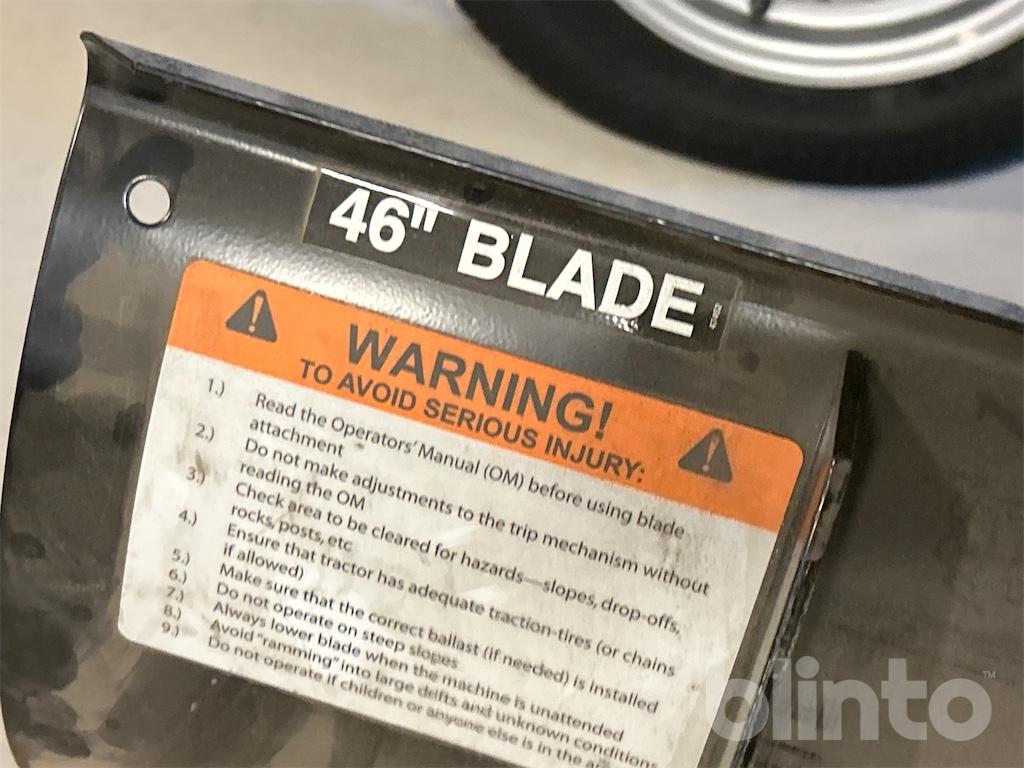 46" BLADE
WARNING!
TO AVOID SERIOUS INJURY:
1.) Read the Operators' Manual (OM) before using blade
attachment
2.) Do not make adjustments to the trip mechanism without
reading the OM
3.) Check area to be cleared for hazards—slopes, drop-offs,
rocks, posts, etc
4.) Ensure that tractor has adequate traction-tires (or chains
if allowed)
5.) Make sure that the correct ballast (if needed) is installed
6.) Do not operate on steep slopes
7.) Always lower blade when the machine is unattended
8.) Avoid "ramming" into large drifts and unknown conditions
9.) Do not operate if children or anyone else is in the
blinto™